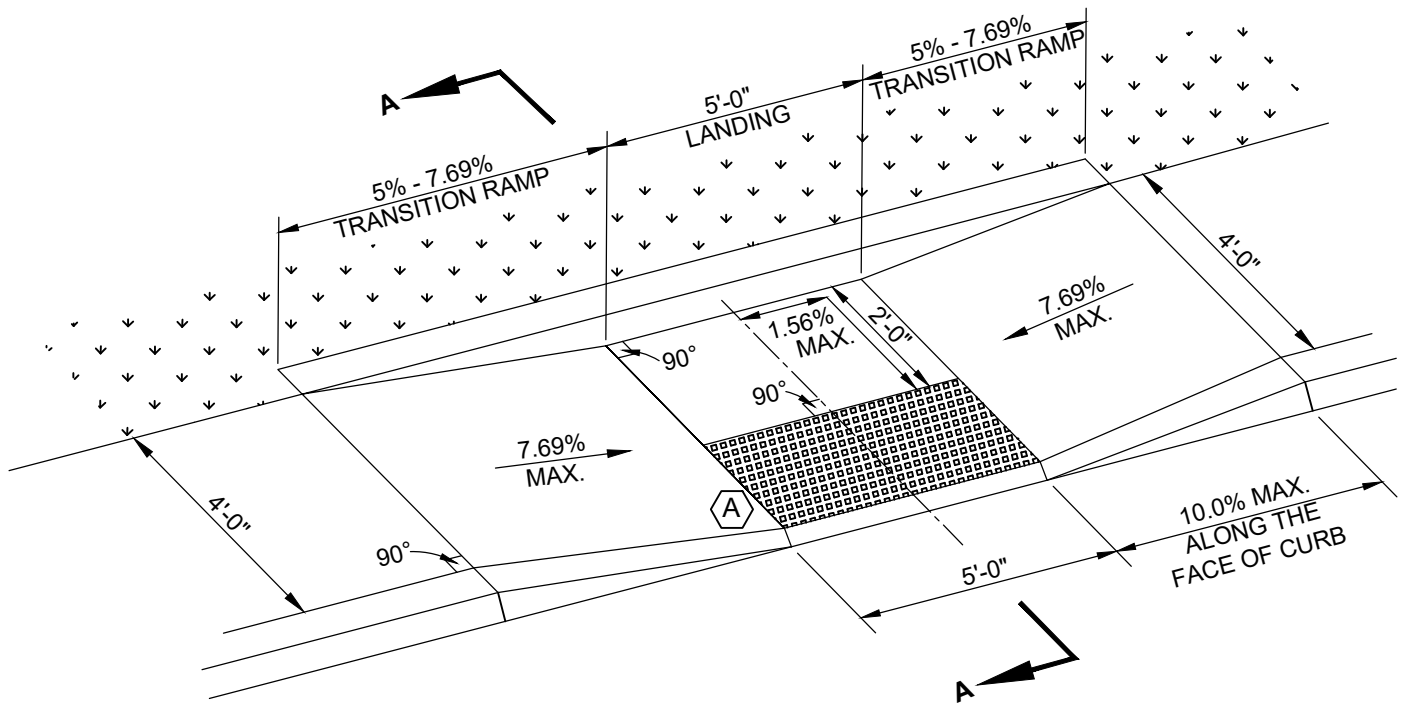 5% - 7.69%
TRANSITION RAMP
5'-0"
LANDING
A
5% - 7.69%
TRANSITION RAMP
4'-0"
7.69%
MAX.
2'-0"
1.56%
MAX.
90°
90°
7.69%
MAX.
A
4'-0"
90°
10.0% MAX.
ALONG THE
FACE OF CURB
5'-0"
A